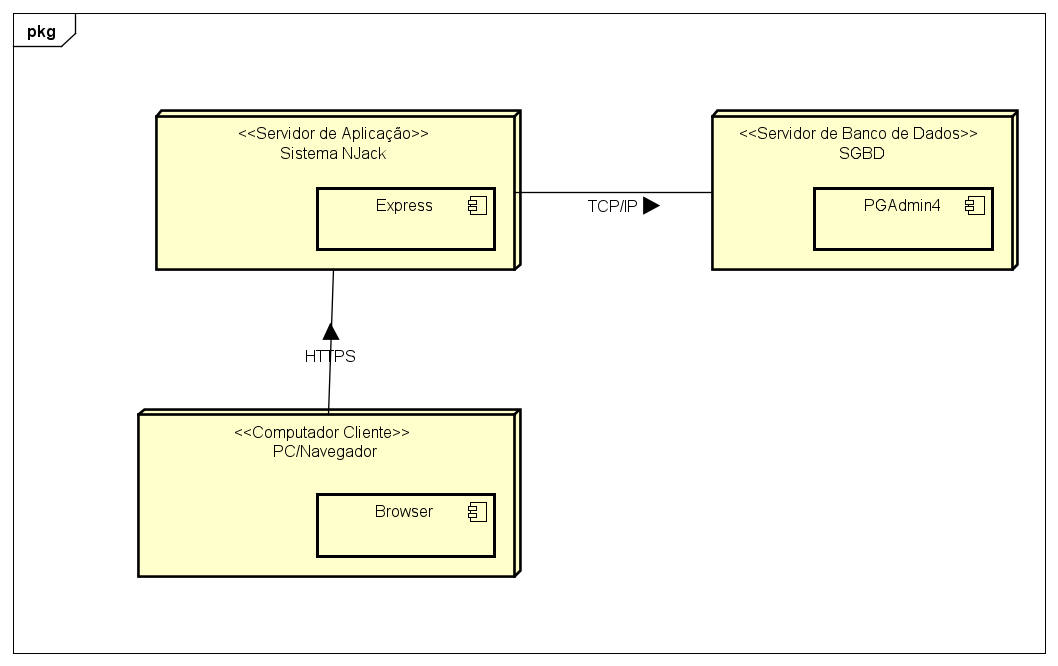 pkg
<<Servidor de Aplicação>>
Sistema NJack
Express
<<Servidor de Banco de Dados>>
SGBD
PGAdmin4
TCP/IP
HTTPS
<<Computador Cliente>>
PC/Navegador
Browser